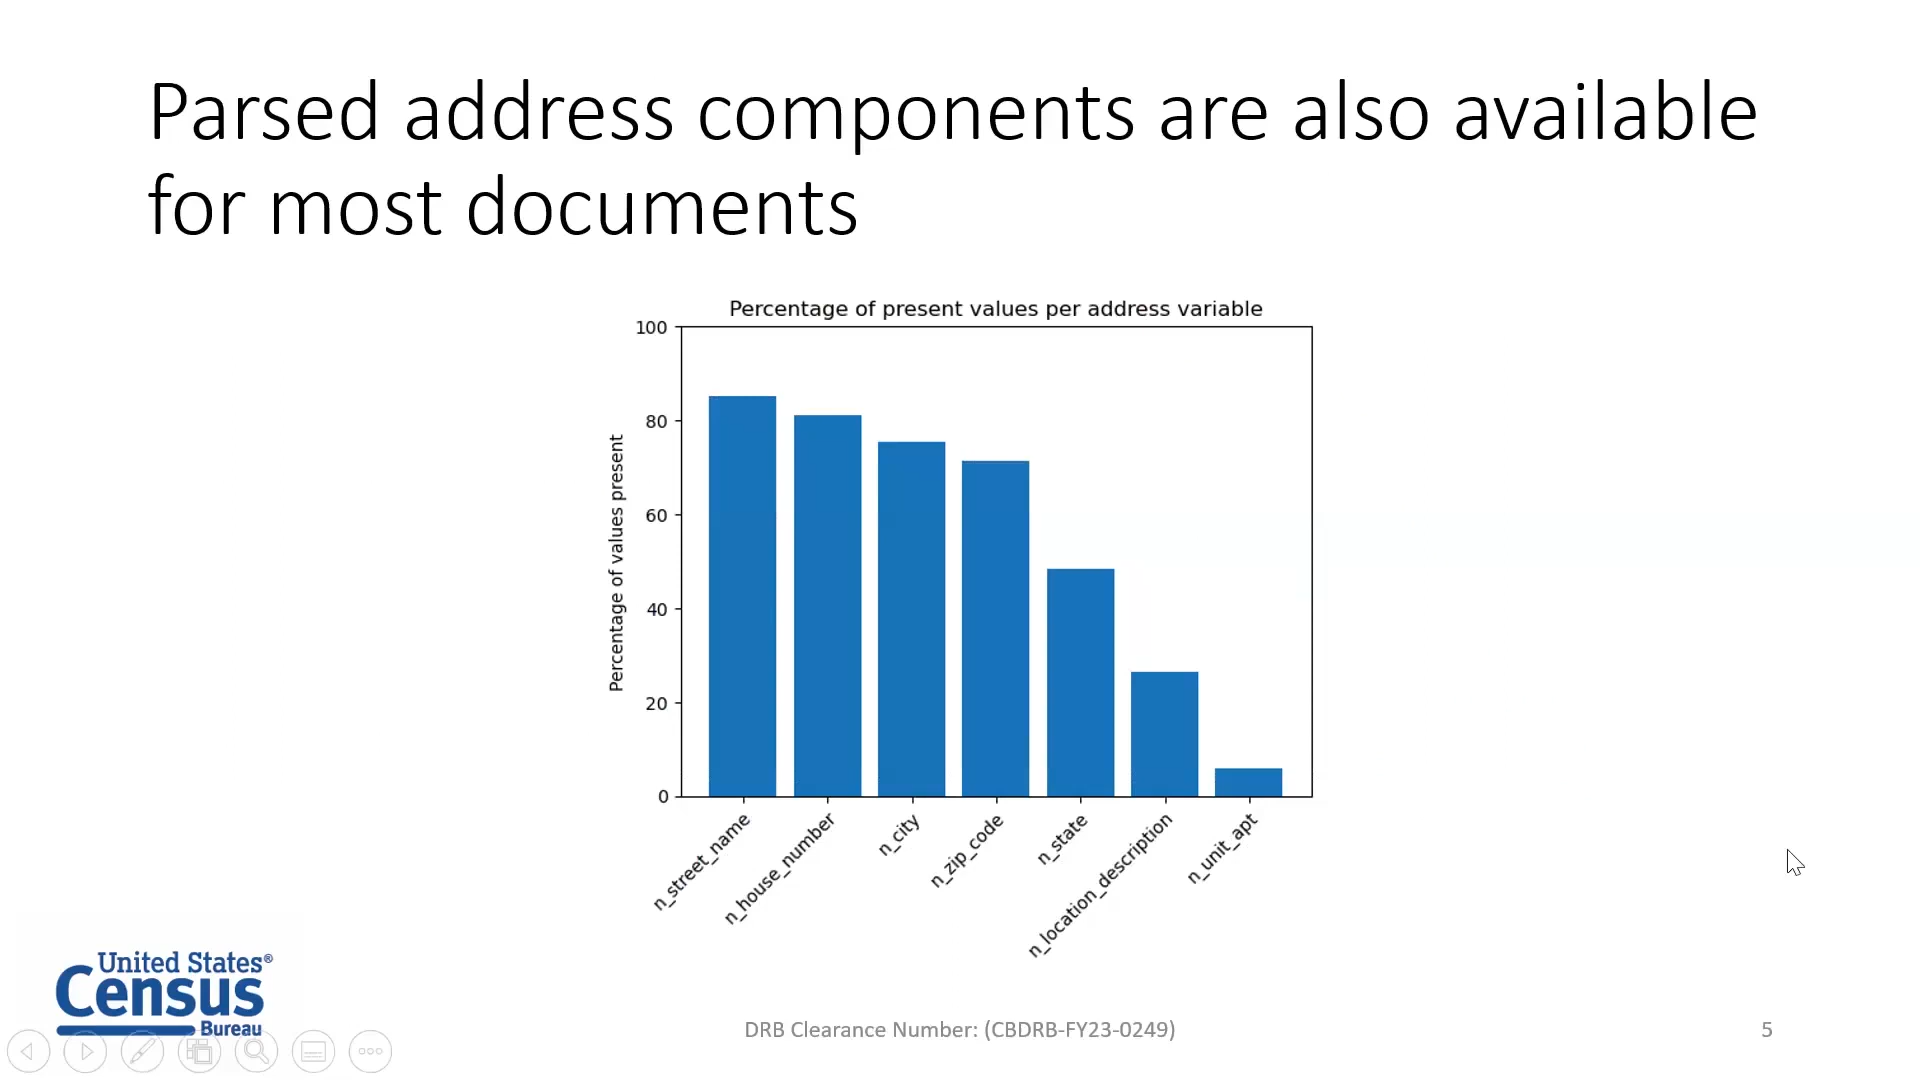 Parsed address components are also available
for most documents
Percentage of present values per address variable
100
80
60
40
20
0
Percentage of values present
n_street_name
n_house_number
n_city
n_zip_code
n_state
n_location_description
n_unit_apt
United States®
Census
Bureau
DRB Clearance Number: (CBDRB-FY23-0249)
5